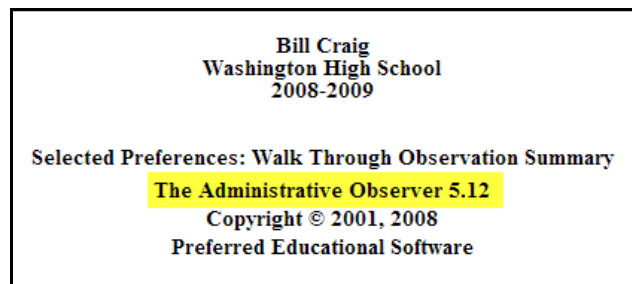 Bill Craig
Washington High School
2008-2009
Selected Preferences: Walk Through Observation Summary
The Administrative Observer 5.12
Copyright © 2001, 2008
Preferred Educational Software